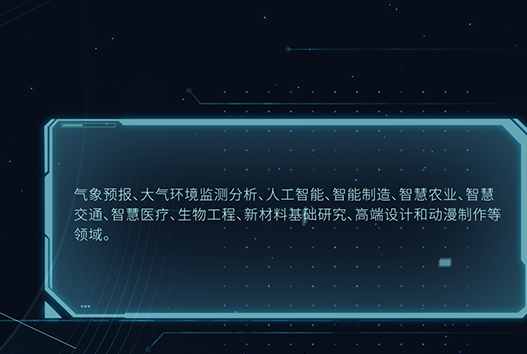 气象预报、大气环境监测分析、人工智能、智能制造、智慧农业、智慧
交通、智慧医疗、生物工程、新材料基础研究、高端设计和动漫制作等
领域。